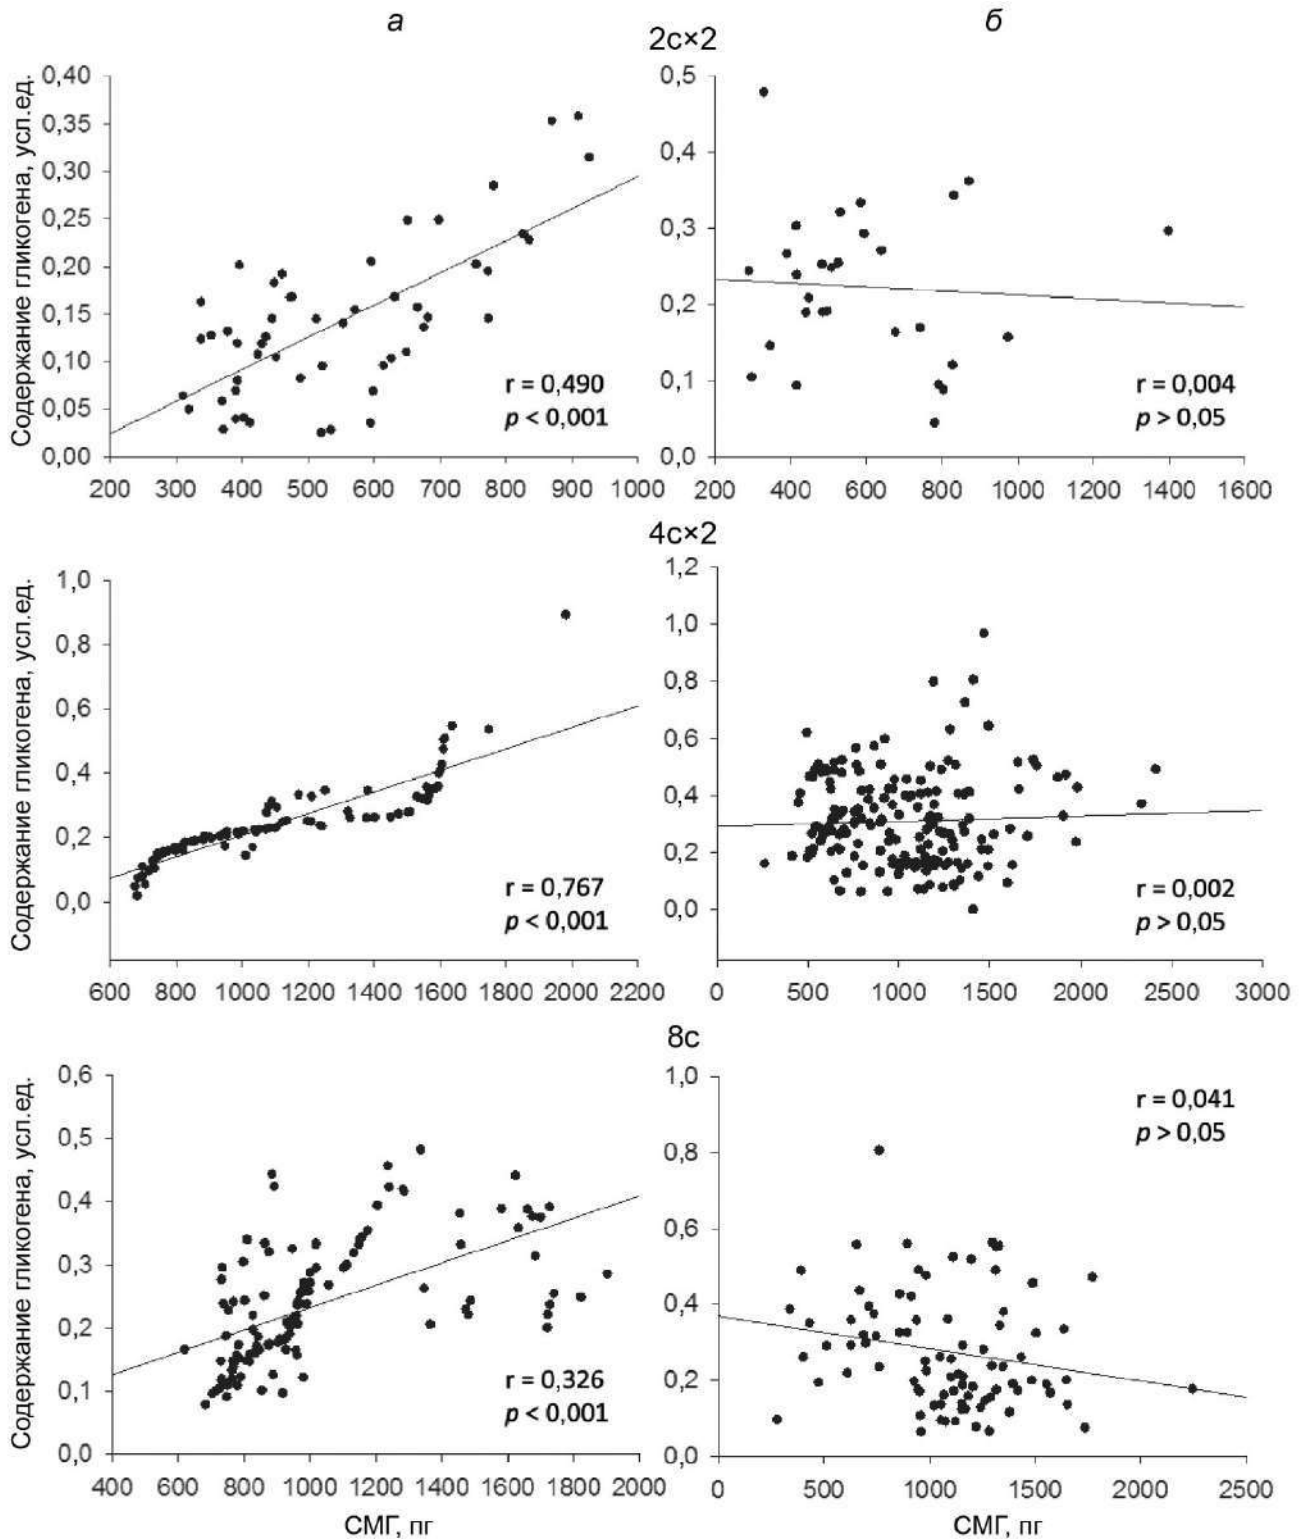 а
б
2c×2
Содержание гликогена, усл.ед.
0,40
0,35
0,30
0,25
0,20
0,15
0,10
0,05
0,00
r = 0,490
p < 0,001
200 300 400 500 600 700 800 900 1000
0,5
0,4
0,3
0,2
0,1
0,0
r = 0,004
p > 0,05
200 400 600 800 1000 1200 1400 1600
4c×2
Содержание гликогена, усл.ед.
1,0
0,8
0,6
0,4
0,2
0,0
r = 0,767
p < 0,001
600 800 1000 1200 1400 1600 1800 2000 2200
1,2
1,0
0,8
0,6
0,4
0,2
0,0
r = 0,002
p > 0,05
0 500 1000 1500 2000 2500 3000
8c
Содержание гликогена, усл.ед.
0,6
0,5
0,4
0,3
0,2
0,1
0,0
r = 0,326
p < 0,001
400 600 800 1000 1200 1400 1600 1800 2000
СМГ, пг
1,0
0,8
0,6
0,4
0,2
0,0
r = 0,041
p > 0,05
0 500 1000 1500 2000 2500
СМГ, пг